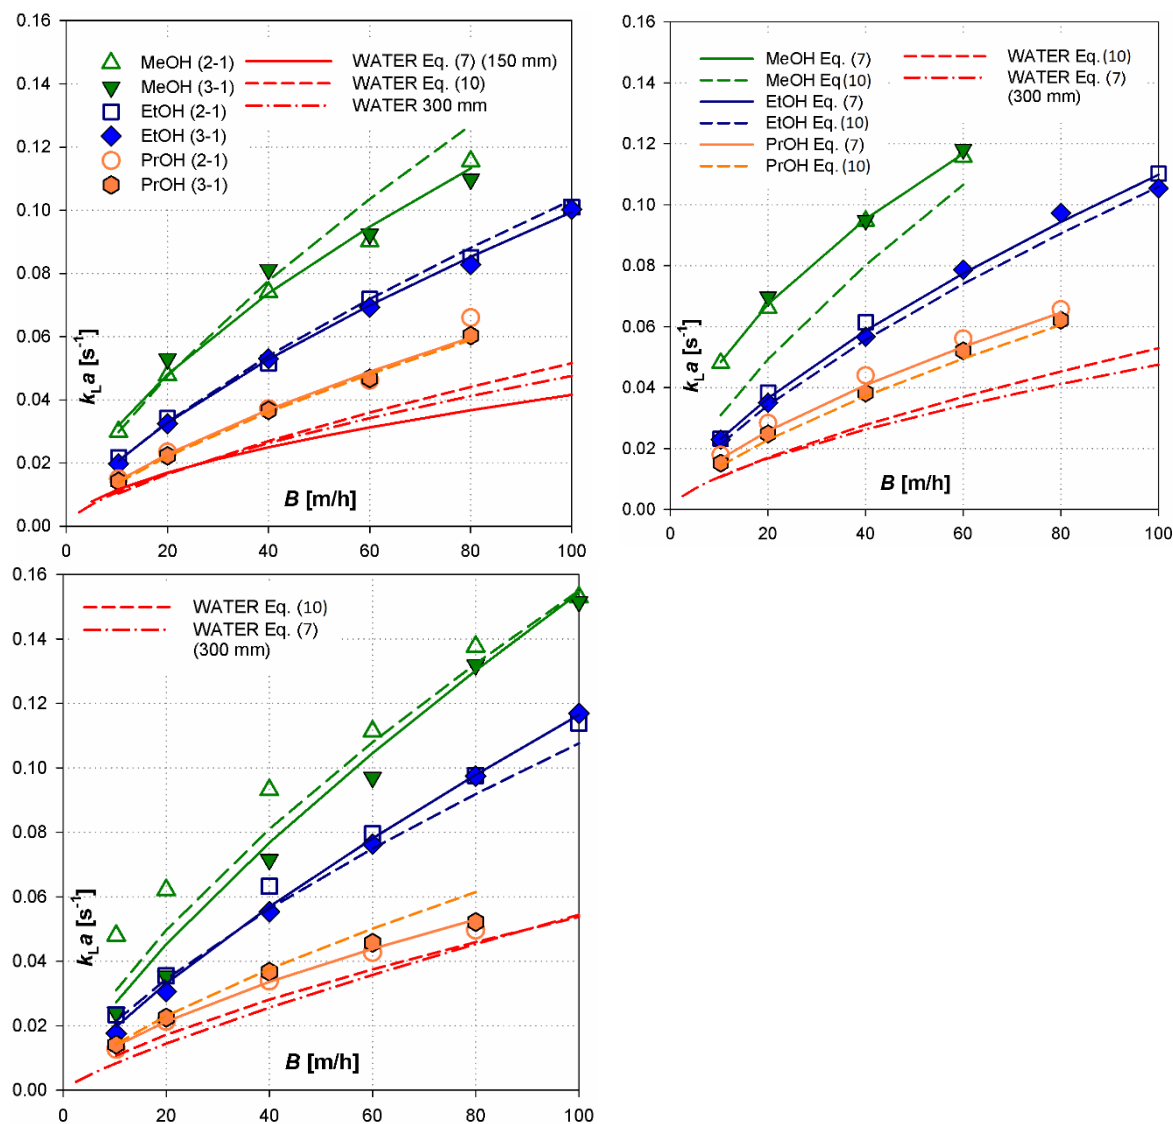 0.16
0.14
0.12
0.10
0.08
0.06
0.04
0.02
0.00
kL a [s-1]
MeOH (2-1)
MeOH (3-1)
EtOH (2-1)
EtOH (3-1)
PrOH (2-1)
PrOH (3-1)
WATER Eq. (7) (150 mm)
WATER Eq. (10)
WATER 300 mm
B [m/h]
0 20 40 60 80 100
0.16
0.14
0.12
0.10
0.08
0.06
0.04
0.02
0.00
kL a [s-1]
MeOH Eq. (7)
MeOH Eq.(10)
EtOH Eq. (7)
EtOH Eq. (10)
PrOH Eq. (7)
PrOH Eq. (10)
WATER Eq. (10)
WATER Eq. (7)
(300 mm)
B [m/h]
0 20 40 60 80 100
0.16
0.14
0.12
0.10
0.08
0.06
0.04
0.02
0.00
kL a [s-1]
WATER Eq. (10)
WATER Eq. (7)
(300 mm)
B [m/h]
0 20 40 60 80 100